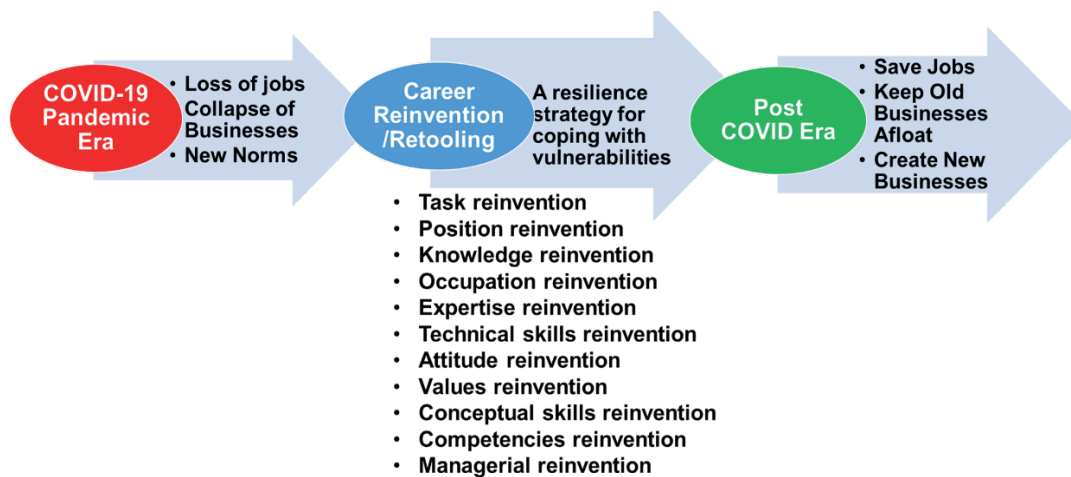 COVID-19
Pandemic
Era
• Loss of jobs
Collapse of
Businesses
• New Norms
Career
Reinvention
/Retooling
A resilience
strategy for
coping with
vulnerabilities
• Task reinvention
• Position reinvention
• Knowledge reinvention
• Occupation reinvention
• Expertise reinvention
• Technical skills reinvention
• Attitude reinvention
• Values reinvention
• Conceptual skills reinvention
• Competencies reinvention
• Managerial reinvention
Post
COVID Era
• Save Jobs
• Keep Old
Businesses
Afloat
• Create New
Businesses